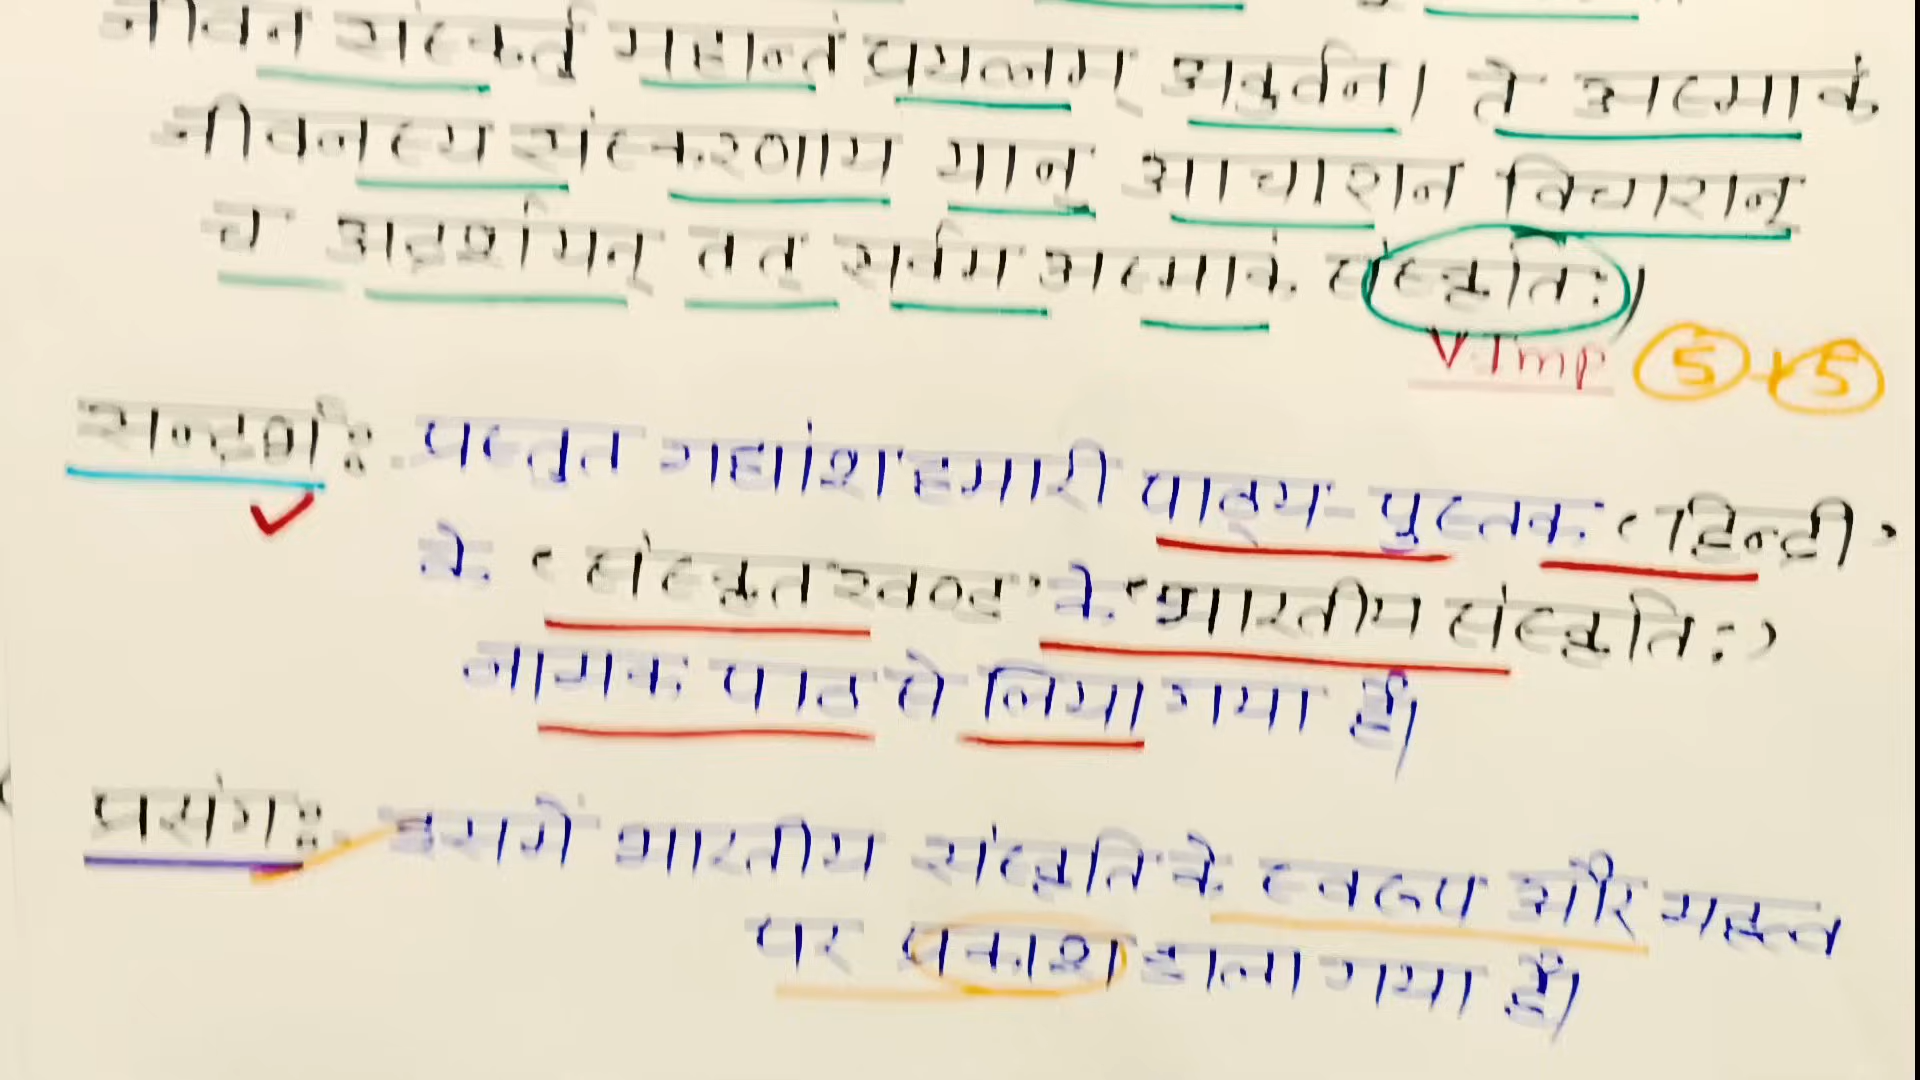 जीवन संस्कर्तुं महान्तं प्रयत्नम् अकुर्वन। ते अस्माकं
जीवनस्य संस्करणाय यान् आचारान विचारान्
च अदर्शयन् तत् सर्वम अस्माकं संस्कृतिः।
V.Imp 5+5
सन्दर्भः- प्रस्तुत गद्यांश हमारी पाठ्य-पुस्तक 'हिन्दी'
के 'संस्कृत खण्ड' के 'भारतीय संस्कृतिः'
नामक पाठ से लिया गया है।
प्रसंगः- इसमें भारतीय संस्कृति के स्वरूप और महत्व
पर प्रकाश डाला गया है।